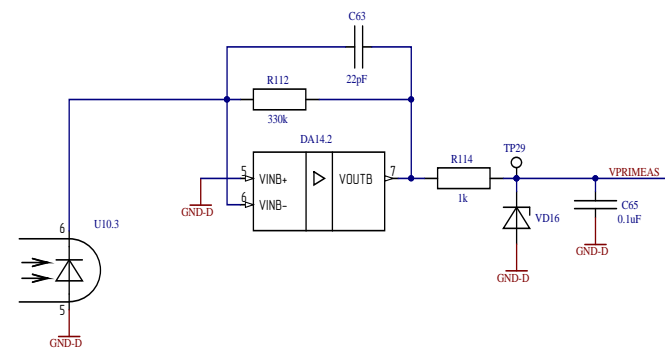 C63
22pF
R112
330k
DA14.2
5 VINB+
VOUTB 7
6 VINB-
GND-D
R114
1k
TP29
VPRIMEAS
VD16
C65
0.1uF
GND-D
GND-D
U10.3
6
5
GND-D